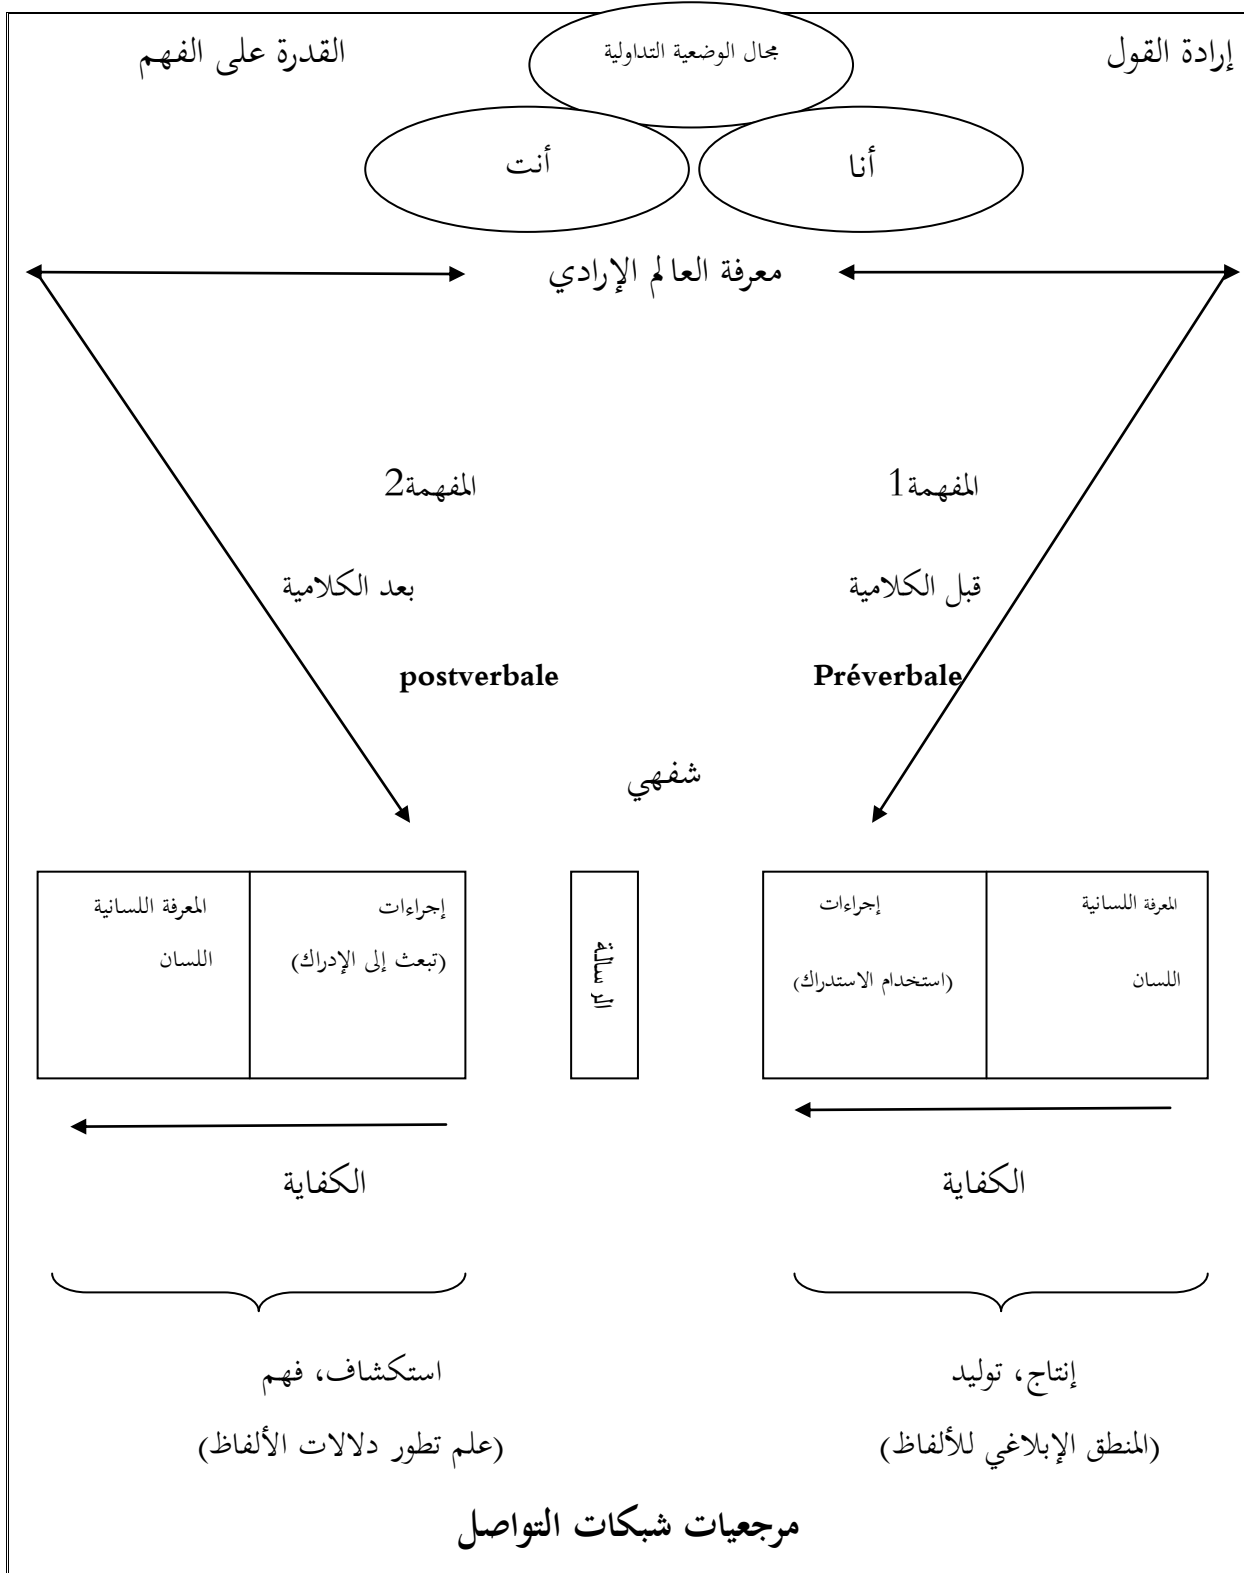 إرادة القول
مجال الوضعية التداولية
القدرة على الفهم
أنا
أنت
معرفة العالم الإرادي
المفهمة1
المفهمة2
قبل الكلامية
بعد الكلامية
Préverbale
postverbale
شفهي
المعرفة اللسانية
إجراءات
اللسان
(استخدام الاستدراك)
الرسالة
إجراءات
المعرفة اللسانية
(تبعث إلى الإدراك)
اللسان
الكفاية
الكفاية
إنتاج، توليد
استكشاف، فهم
(المنطق الإبلاغي للألفاظ)
(علم تطور دلالات الألفاظ)
مرجعيات شبكات التواصل